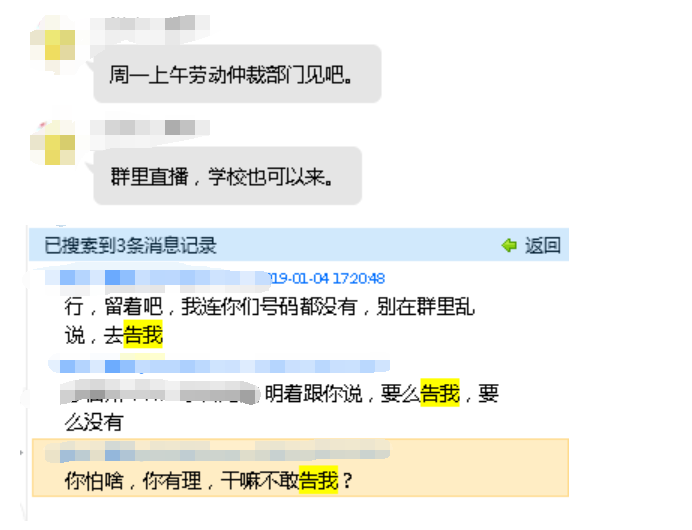 周一上午劳动仲裁部门见吧。
群里直播，学校也可以来。
已搜索到3条消息记录 返回
19-01-04 17:20:48
行，留着吧，我连你们号码都没有，别在群里乱
说，去告我
明着跟你说，要么告我，要
么没有
你怕啥，你有理，干嘛不敢告我？